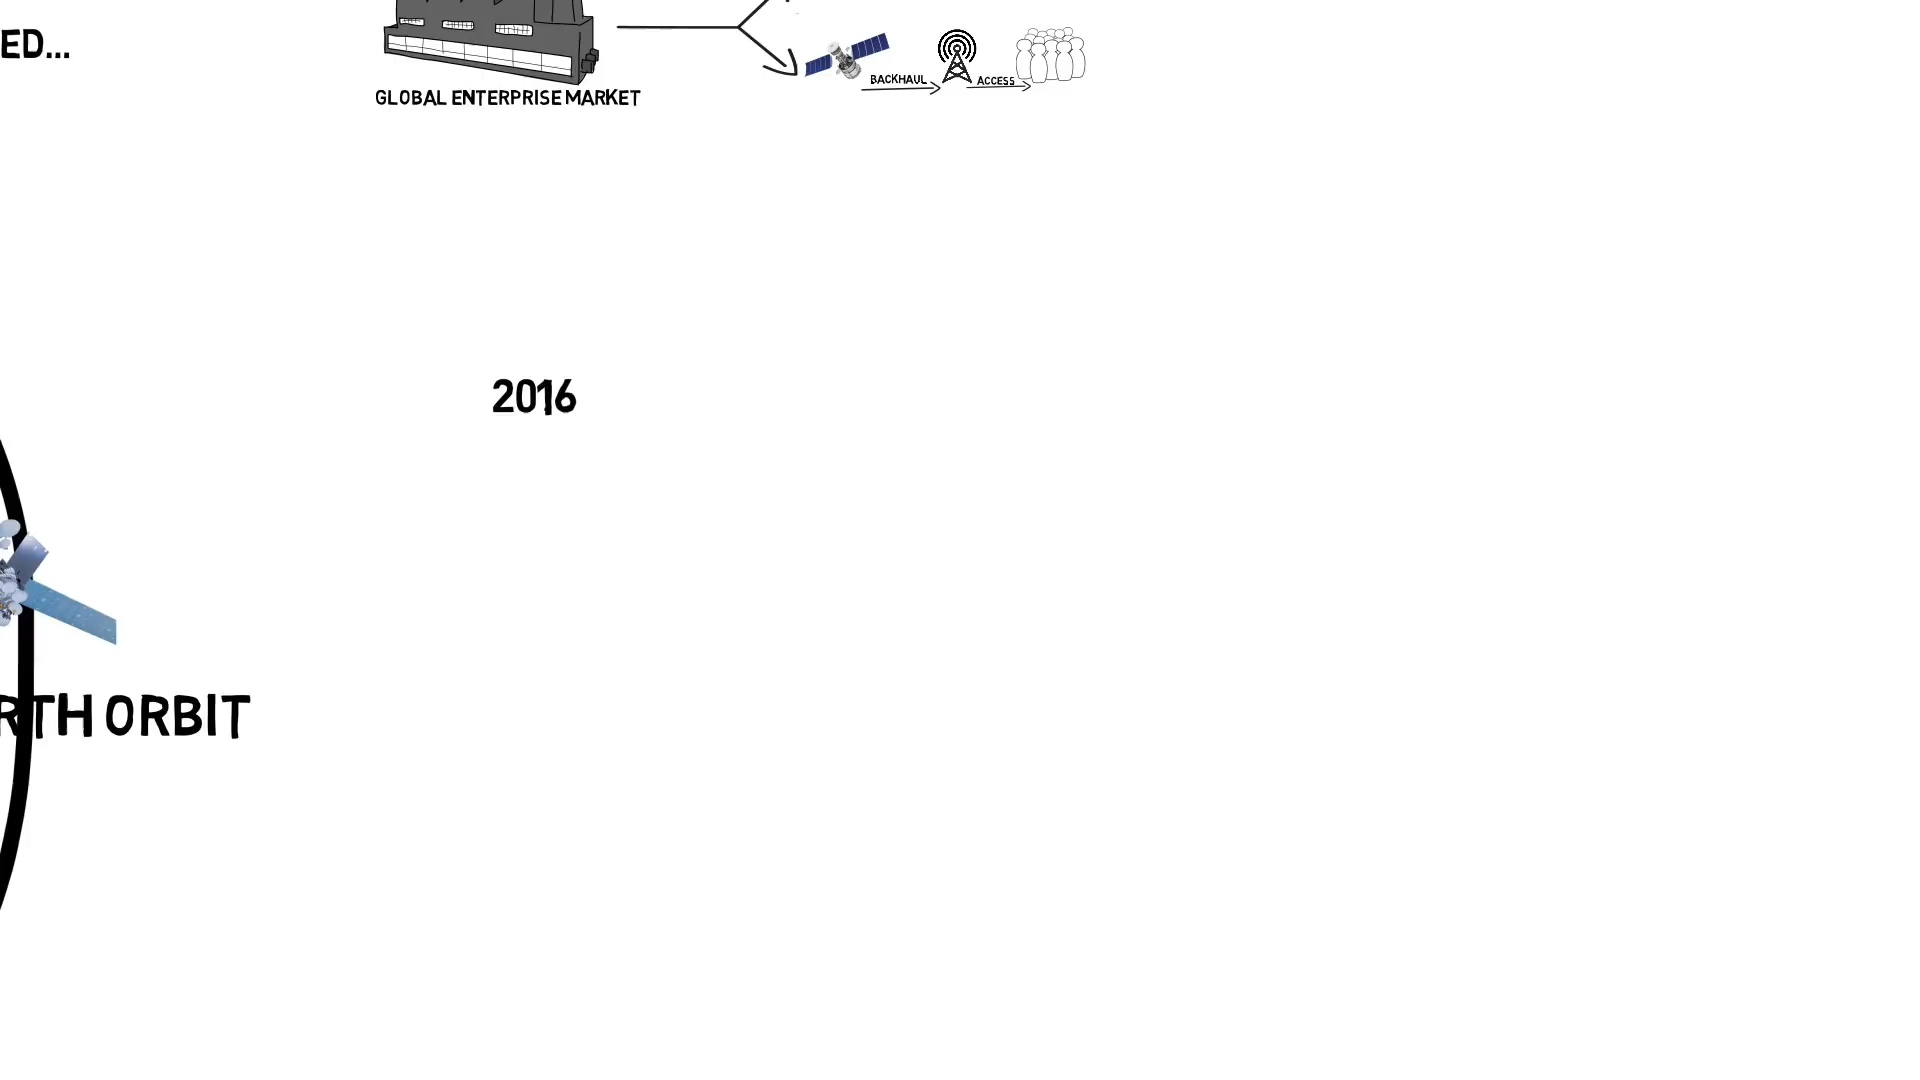 ED...
BACKHAUL
ACCESS
GLOBAL ENTERPRISE MARKET
2016
RTH ORBIT